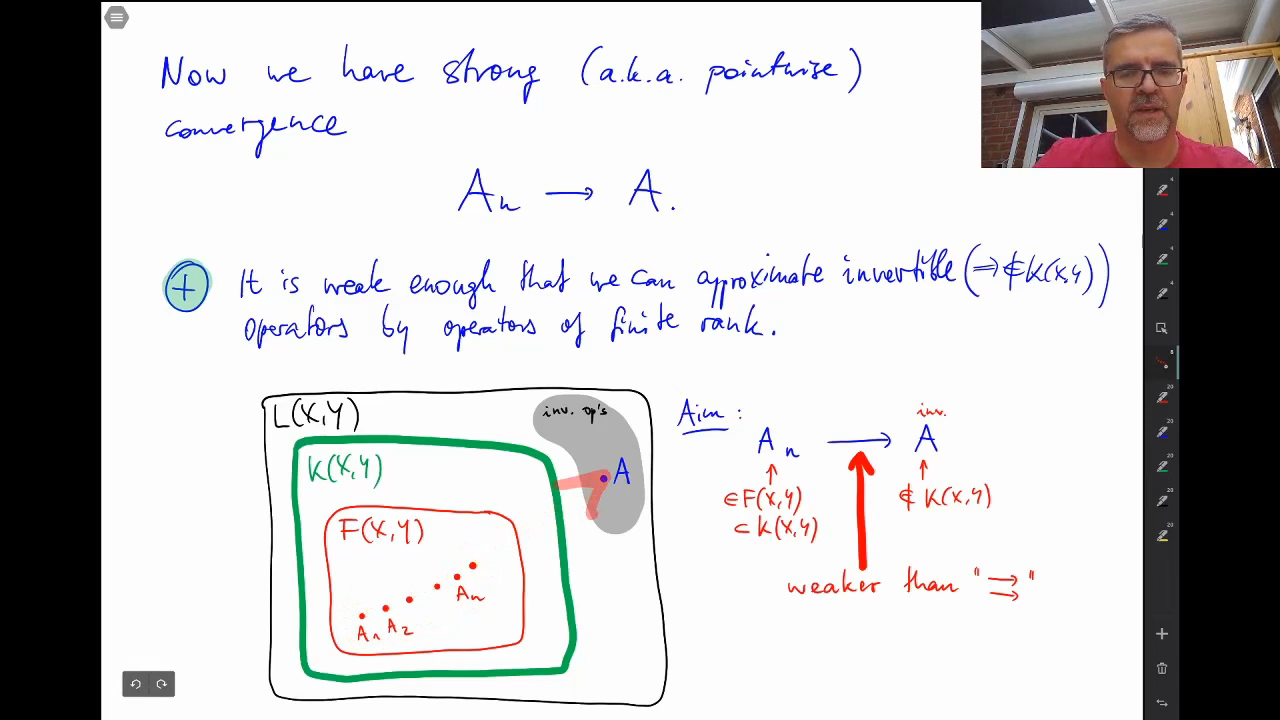 Now we have strong (a.k.a. pointwise)
convergence
Aₙ → A.
+ It is weak enough that we can approximate invertible (⇒ ∉ K(X,Y))
operators by operators of finite rank.
L(X,Y)
inv. op's
K(X,Y)
A
F(X,Y)
A₁ A₂ Aₙ
Aim:
inv.
Aₙ → A
∈ F(X,Y) ∉ K(X,Y)
⊂ K(X,Y)
weaker than "⇉"